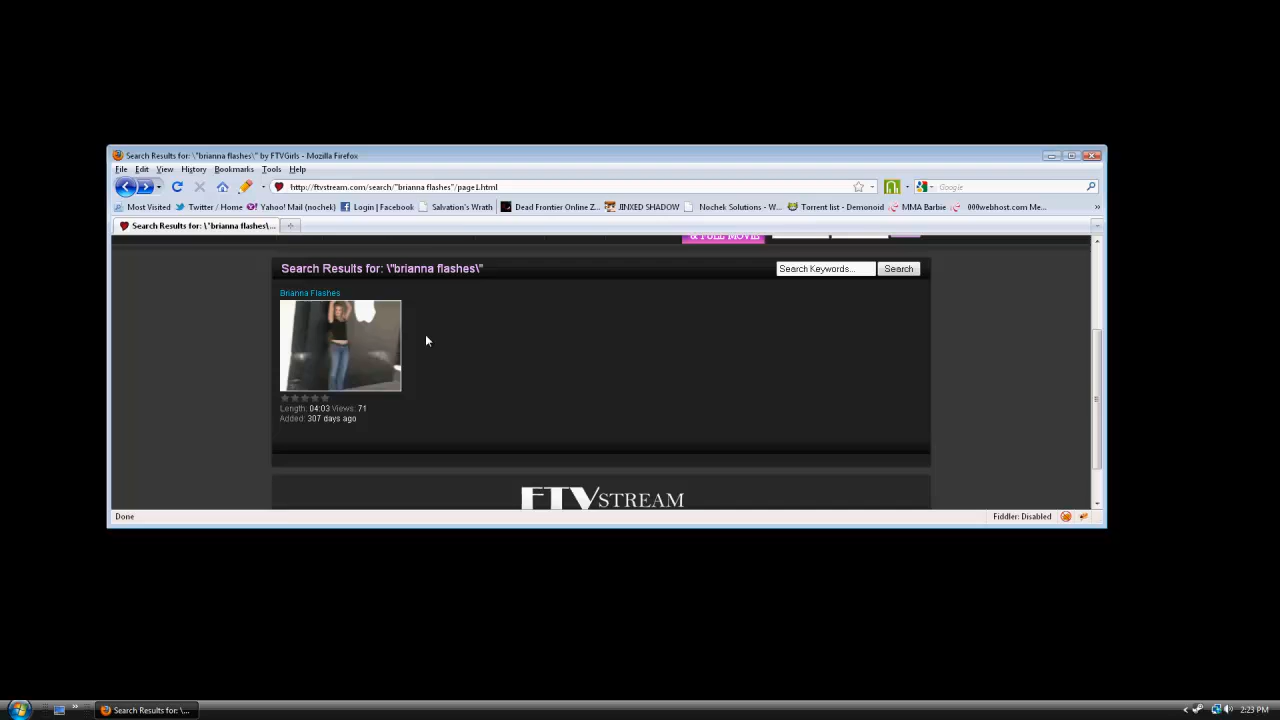 Search Results for: \"brianna flashes\" by FTVGirls - Mozilla Firefox
File Edit View History Bookmarks Tools Help
http://ftvstream.com/search/"brianna flashes"/page1.html
Google
Most Visited Twitter / Home Yahoo! Mail (nochek) Login | Facebook Salvation's Wrath Dead Frontier Online Z... JINXED SHADOW Nochek Solutions - W... Torrent list - Demonoid MMA Barbie 000webhost.com Me... »
Search Results for: \"brianna flashes\"...
& FULL MOVIE
Search Results for: \"brianna flashes\"
Search Keywords... Search
Brianna Flashes
Length: 04:03 Views: 71
Added: 307 days ago
FTVSTREAM
Done
Fiddler: Disabled
» Search Results for: \"...
2:23 PM